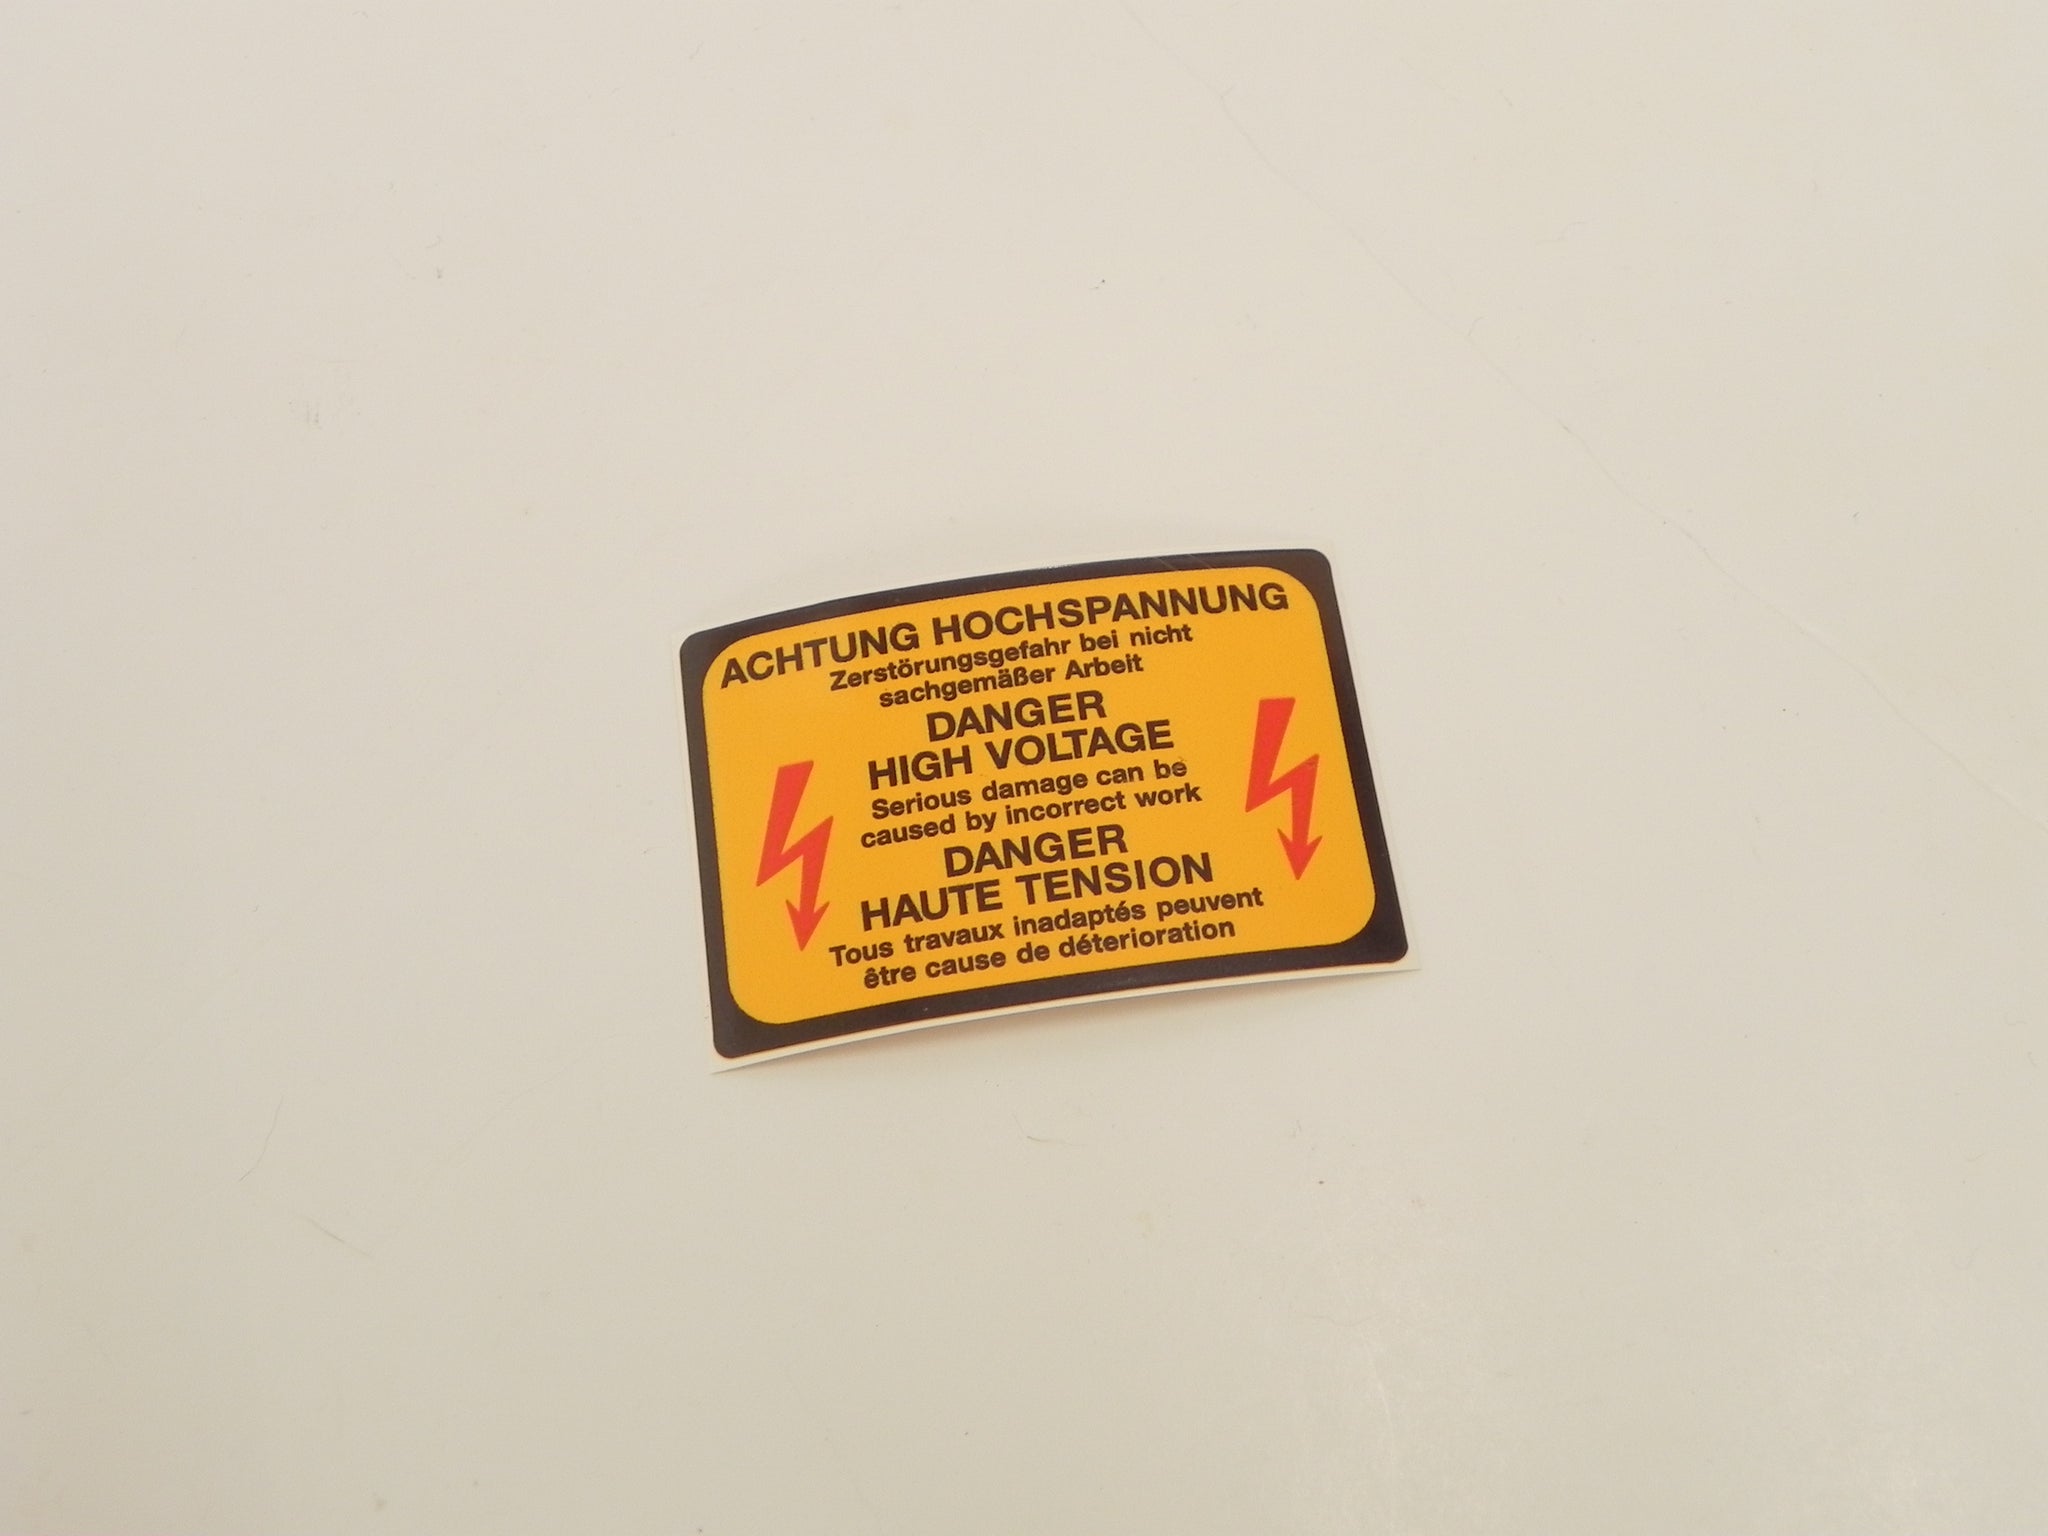 ACHTUNG HOCHSPANNUNG
Zerstörungsgefahr bei nicht
sachgemäßer Arbeit
DANGER
HIGH VOLTAGE
Serious damage can be
caused by incorrect work
DANGER
HAUTE TENSION
Tous travaux inadaptés peuvent
être cause de déterioration